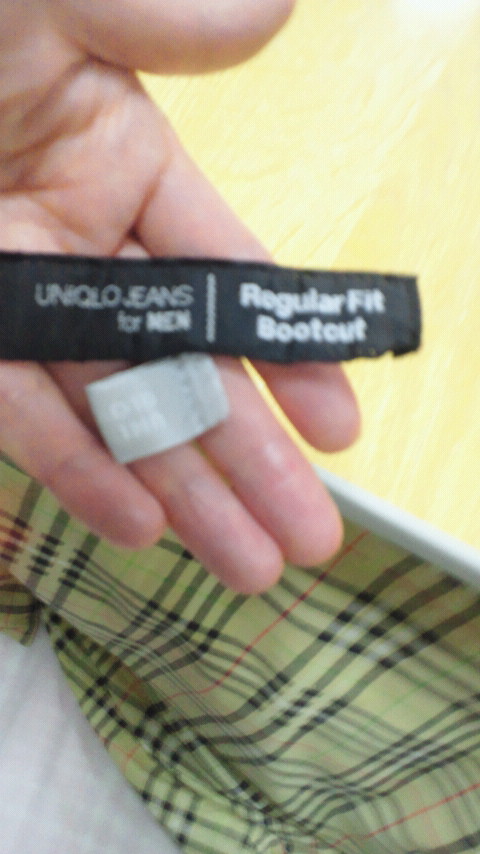 UNIQLO JEANS
for MEN
Regular Fit
Bootcut